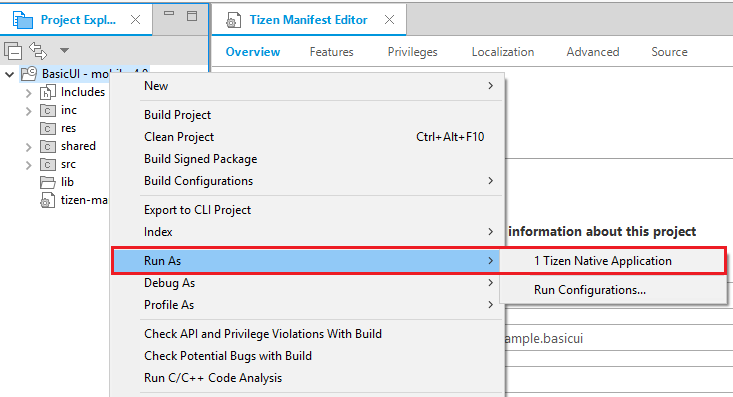 Project Expl...
Tizen Manifest Editor
Overview Features Privileges Localization Advanced Source
BasicUI - mobile-4.0
Includes
inc
res
shared
src
lib
tizen-ma
New
Build Project
Clean Project Ctrl+Alt+F10
Build Signed Package
Build Configurations
Export to CLI Project
Index
information about this project
Run As
1 Tizen Native Application
Debug As
Run Configurations...
Profile As
Check API and Privilege Violations With Build
ample.basicui
Check Potential Bugs with Build
Run C/C++ Code Analysis